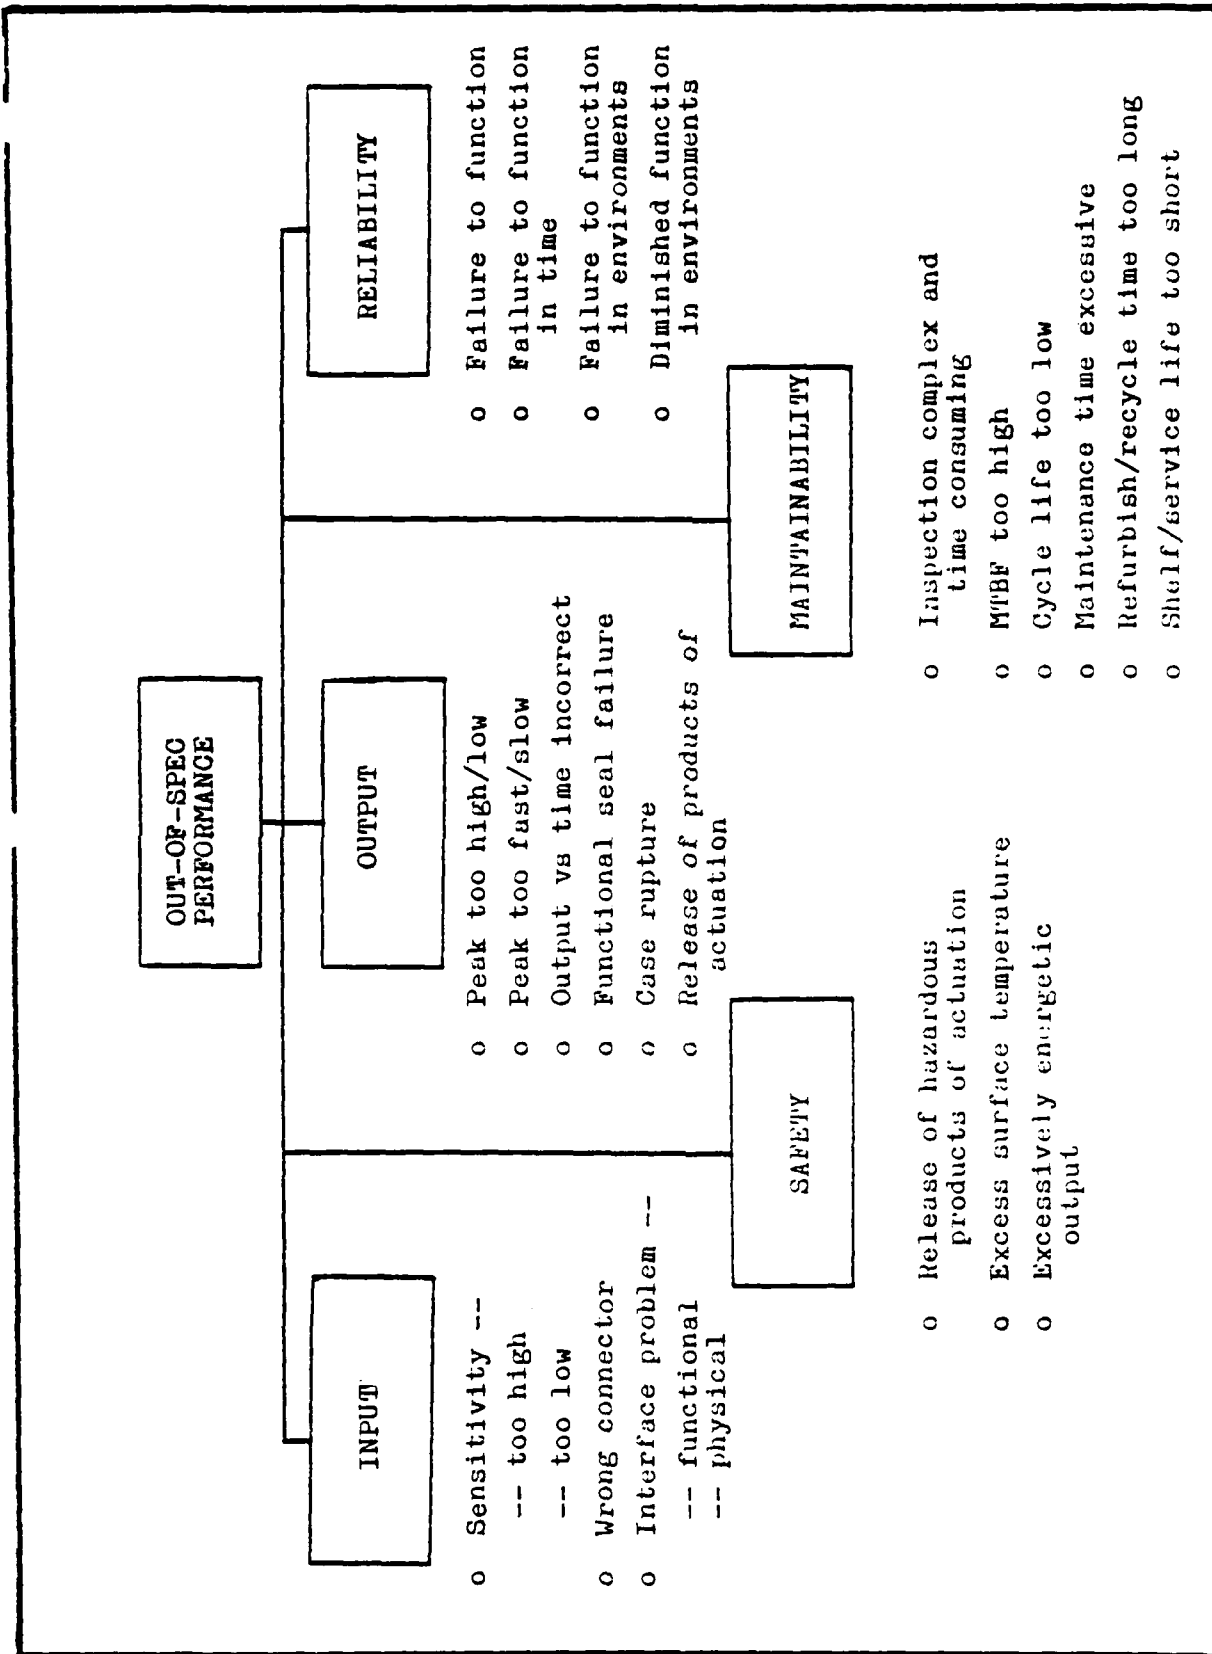 OUT-OF-SPEC
PERFORMANCE
INPUT
o Sensitivity --
-- too high
-- too low
o Wrong connector
o Interface problem --
-- functional
-- physical
SAFETY
o Release of hazardous
products of actuation
o Excess surface temperature
o Excessively energetic
output
OUTPUT
o Peak too high/low
o Peak too fast/slow
o Output vs time incorrect
o Functional seal failure
o Case rupture
o Release of products of
actuation
MAINTAINABILITY
o Inspection complex and
time consuming
o MTBF too high
o Cycle life too low
o Maintenance time excessive
o Refurbish/recycle time too long
o Shelf/service life too short
RELIABILITY
o Failure to function
o Failure to function
in time
o Failure to function
in environments
o Diminished function
in environments